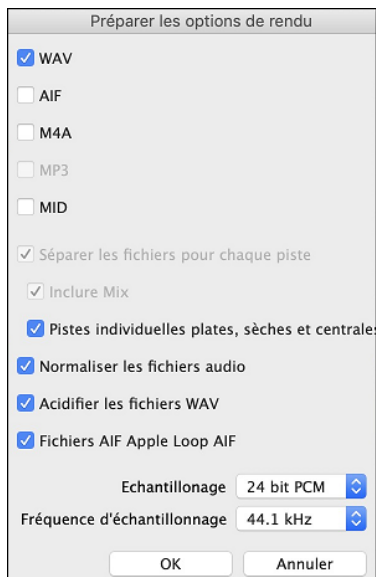 Préparer les options de rendu
WAV
AIF
M4A
MP3
MID
Séparer les fichiers pour chaque piste
Inclure Mix
Pistes individuelles plates, sèches et centrales
Normaliser les fichiers audio
Acidifier les fichiers WAV
Fichiers AIF Apple Loop AIF
Echantillonage 24 bit PCM
Fréquence d'échantillonnage 44.1 kHz
OK Annuler